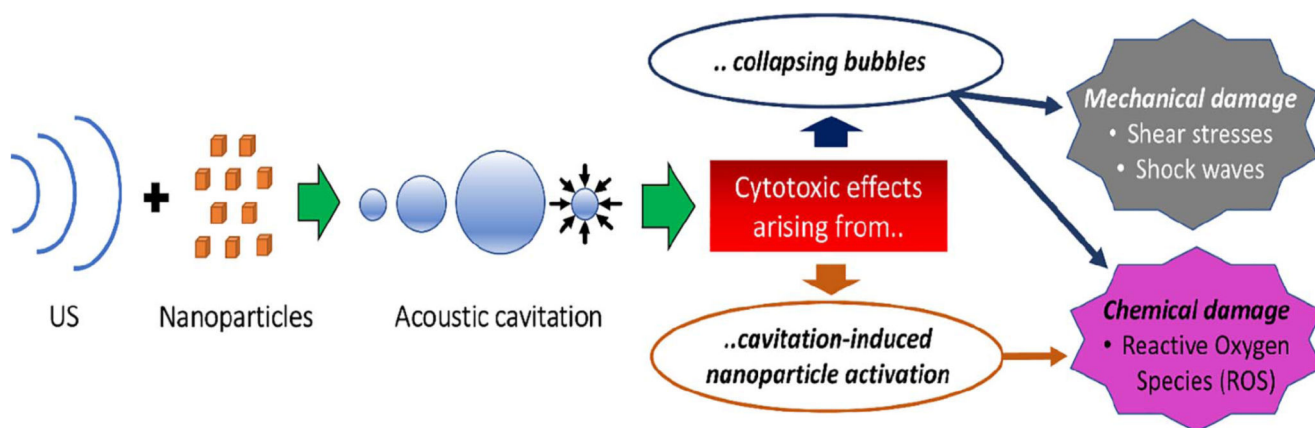 US
Nanoparticles
Acoustic cavitation
Cytotoxic effects
arising from..
.. collapsing bubbles
..cavitation-induced
nanoparticle activation
Mechanical damage
• Shear stresses
• Shock waves
Chemical damage
• Reactive Oxygen
Species (ROS)